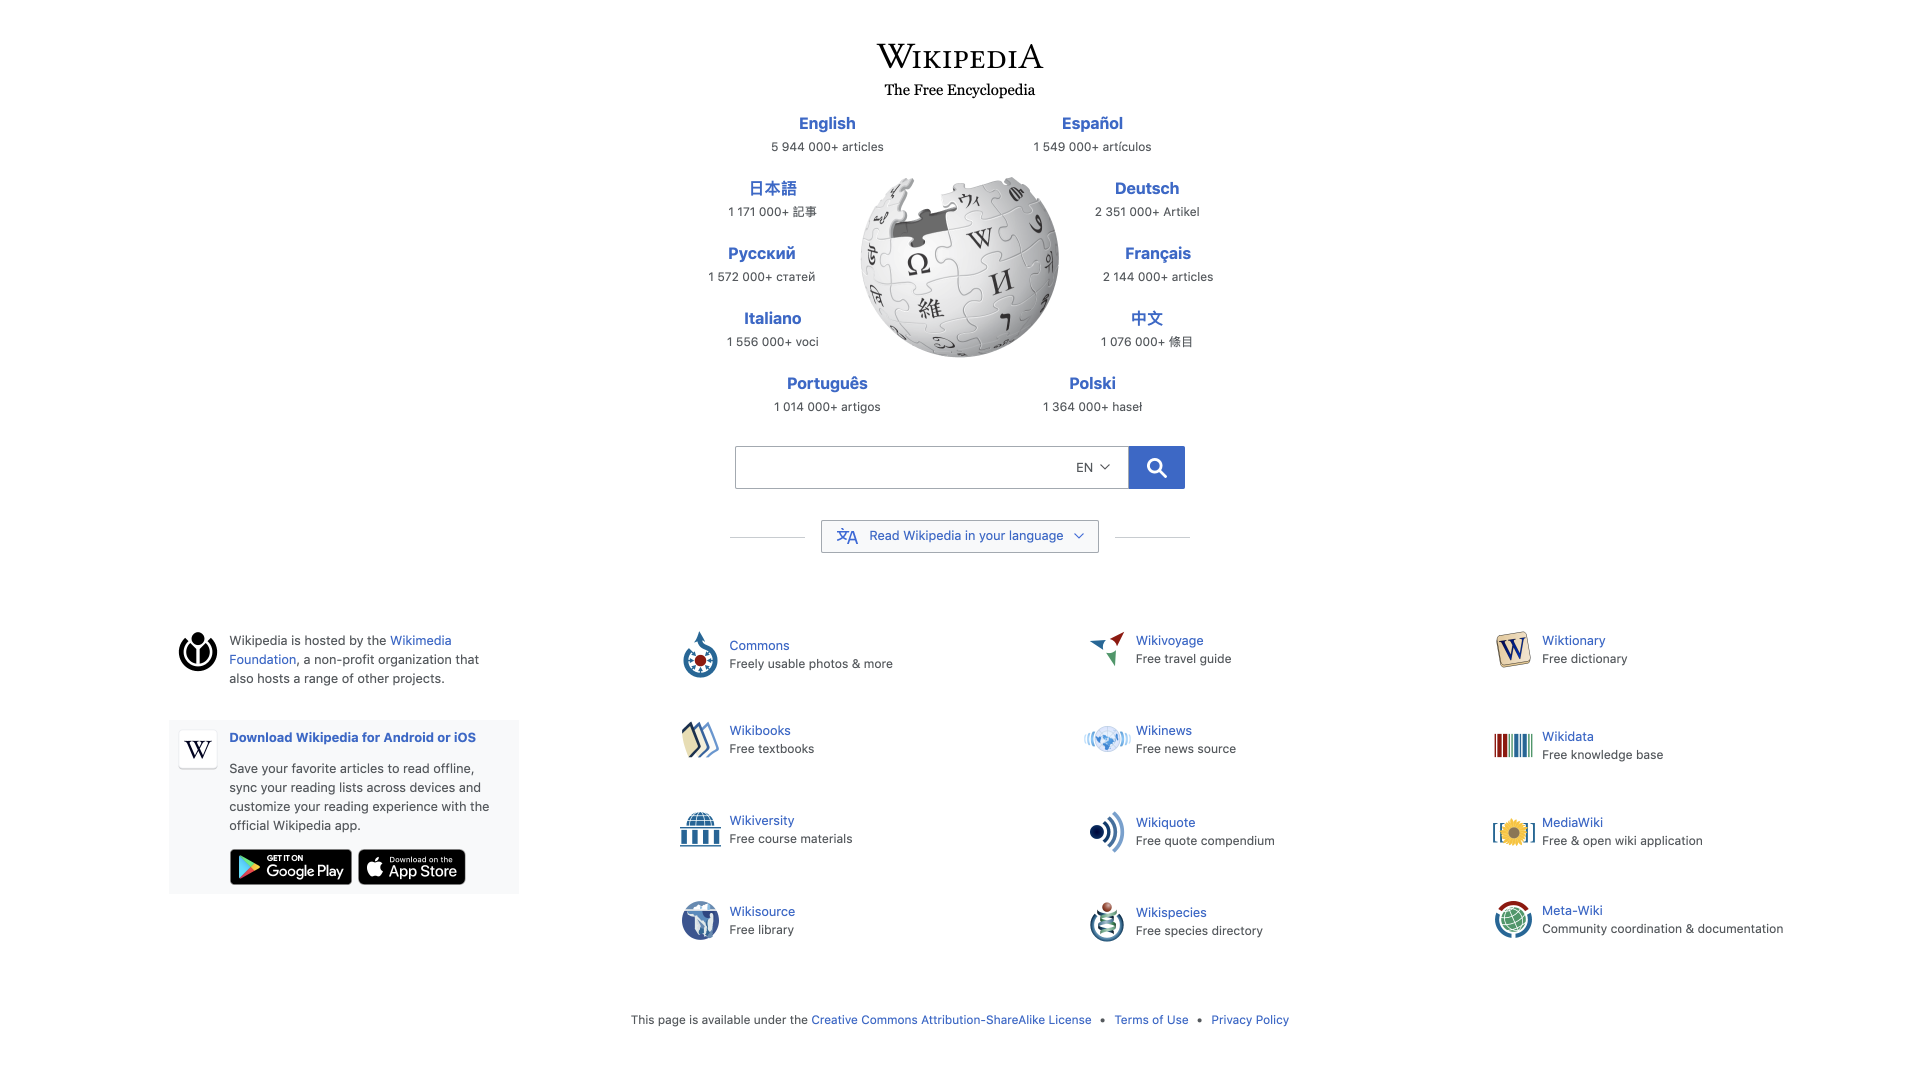 WIKIPEDIA
The Free Encyclopedia
English
5 944 000+ articles
Español
1 549 000+ artículos
日本語
1 171 000+ 記事
Deutsch
2 351 000+ Artikel
Русский
1 572 000+ статей
Français
2 144 000+ articles
Italiano
1 556 000+ voci
中文
1 076 000+ 條目
Português
1 014 000+ artigos
Polski
1 364 000+ haseł
ウィ
W
Ω
И
維
EN
Read Wikipedia in your language
Wikipedia is hosted by the Wikimedia
Foundation, a non-profit organization that
also hosts a range of other projects.
W
Download Wikipedia for Android or iOS
Save your favorite articles to read offline,
sync your reading lists across devices and
customize your reading experience with the
official Wikipedia app.
GET IT ON
Google Play
Download on the
App Store
Commons
Freely usable photos & more
Wikivoyage
Free travel guide
W
Wiktionary
Free dictionary
Wikibooks
Free textbooks
Wikinews
Free news source
Wikidata
Free knowledge base
Wikiversity
Free course materials
Wikiquote
Free quote compendium
MediaWiki
Free & open wiki application
Wikisource
Free library
Wikispecies
Free species directory
Meta-Wiki
Community coordination & documentation
This page is available under the Creative Commons Attribution-ShareAlike License • Terms of Use • Privacy Policy